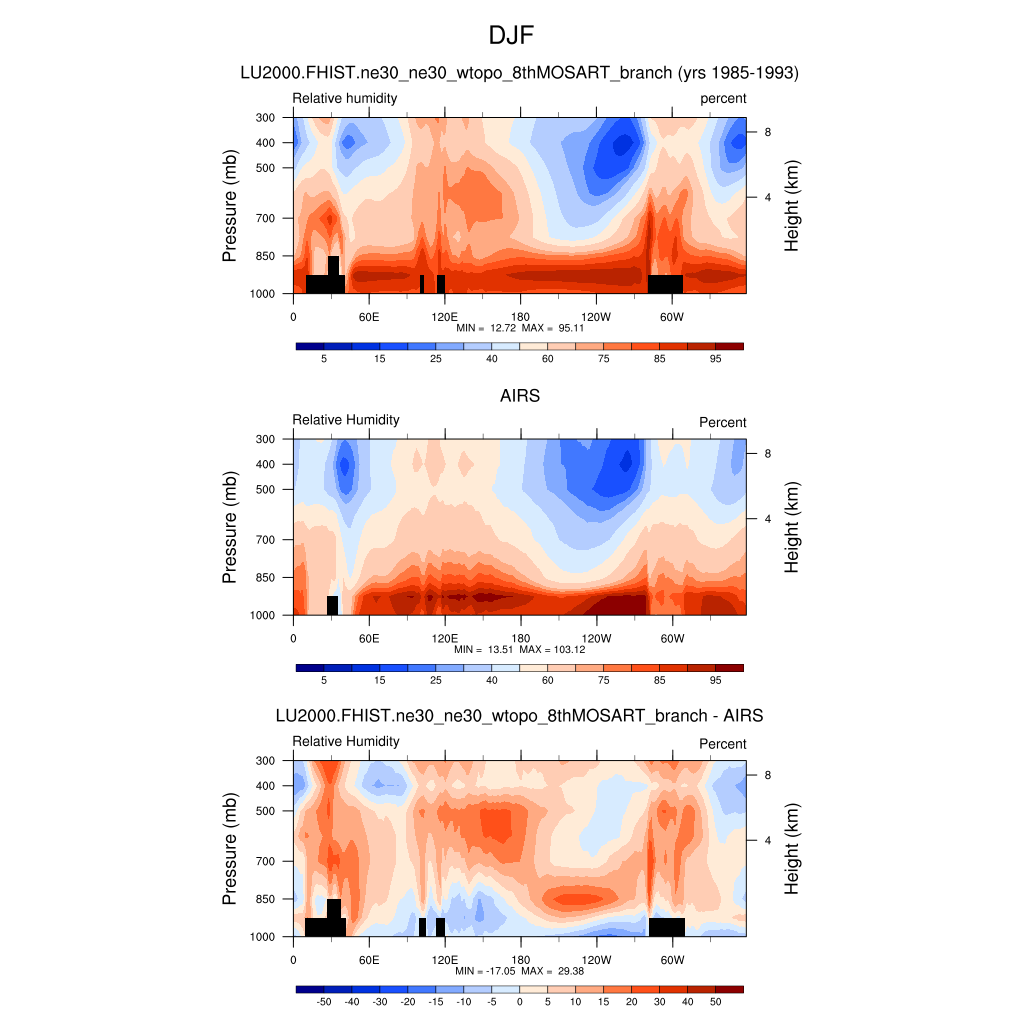 DJF
LU2000.FHIST.ne30_ne30_wtopo_8thMOSART_branch (yrs 1985-1993)
Relative humidity percent
300
400 8
500
4
700
850
1000
Pressure (mb) Height (km)
0 60E 120E 180 120W 60W
MIN = 12.72 MAX = 95.11
5 15 25 40 60 75 85 95
AIRS
Relative Humidity Percent
300
400 8
500
4
700
850
1000
Pressure (mb) Height (km)
0 60E 120E 180 120W 60W
MIN = 13.51 MAX = 103.12
5 15 25 40 60 75 85 95
LU2000.FHIST.ne30_ne30_wtopo_8thMOSART_branch - AIRS
Relative Humidity Percent
300
400 8
500
4
700
850
1000
Pressure (mb) Height (km)
0 60E 120E 180 120W 60W
MIN = -17.05 MAX = 29.38
-50 -40 -30 -20 -15 -10 -5 0 5 10 15 20 30 40 50